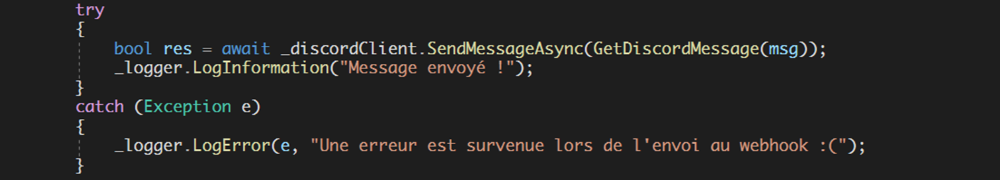 try
{
bool res = await _discordClient.SendMessageAsync(GetDiscordMessage(msg));
_logger.LogInformation("Message envoyé !");
}
catch (Exception e)
{
_logger.LogError(e, "Une erreur est survenue lors de l'envoi au webhook :(");
}